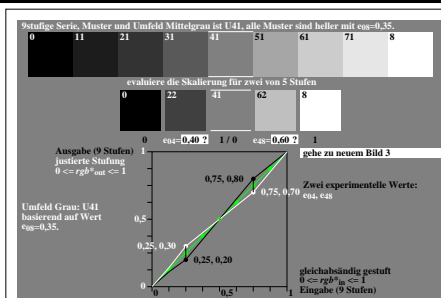 9stufige Serie, Muster und Umfeld Mittelgrau ist U41, alle Muster sind heller mit e08=0,35.
0 11 21 31 41 51 61 71 8
evaluiere die Skalierung für zwei von 5 Stufen
0 22 41 62 8
0 e04=0,40 ? 1 / 0 e48=0,60 ? 1
Ausgabe (9 Stufen)
justierte Stufung
0 <= rgb*out <= 1
1
gehe zu neuem Bild 3
0,75, 0,80
0,75, 0,70
Zwei experimentelle Werte:
e04, e48
Umfeld Grau: U41
basierend auf Wert
e08=0,35.
0,5
0,25, 0,30
0,25, 0,20
gleichabsändig gestuft
0 <= rgb*in <= 1
Eingabe (9 Stufen)
0
0 0,5 1